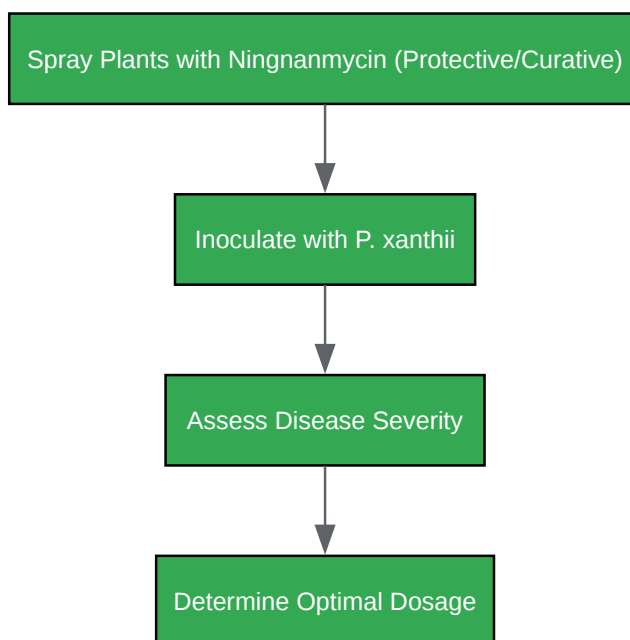 Spray Plants with Ningnanmycin (Protective/Curative)
Inoculate with P. xanthii
Assess Disease Severity
Determine Optimal Dosage